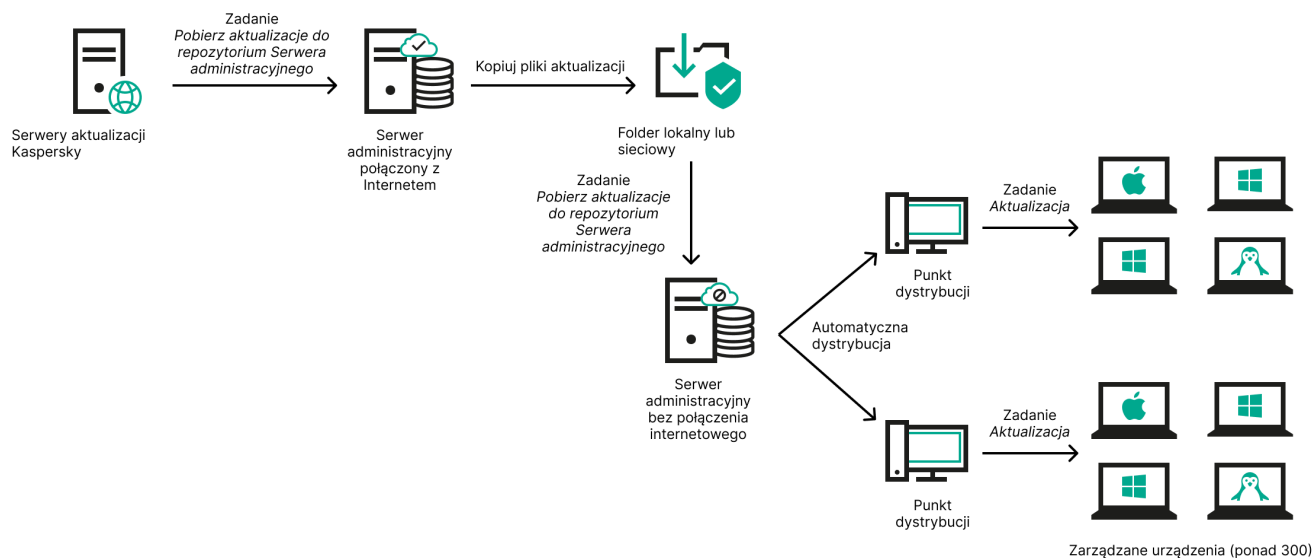 Zadanie
Pobierz aktualizacje do
repozytorium Serwera
administracyjnego
Serwery aktualizacji
Kaspersky
Serwer
administracyjny
połączony z
Internetem
Kopiuj pliki aktualizacji
Folder lokalny lub
sieciowy
Zadanie
Pobierz aktualizacje
do repozytorium
Serwera
administracyjnego
Serwer
administracyjny
bez połączenia
internetowego
Automatyczna
dystrybucja
Punkt
dystrybucji
Zadanie
Aktualizacja
Punkt
dystrybucji
Zadanie
Aktualizacja
Zarządzane urządzenia (ponad 300)